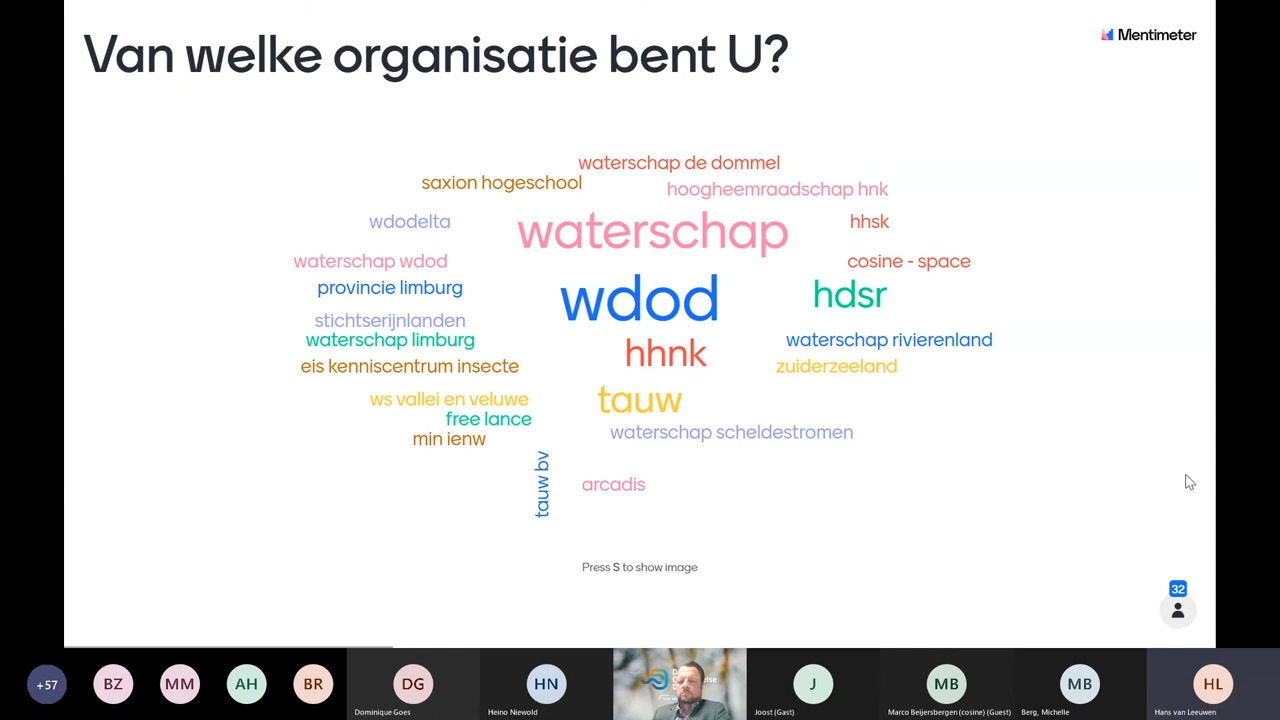 Van welke organisatie bent U?
Mentimeter
waterschap de dommel
saxion hogeschool
hoogheemraadschap hnk
wdodelta
waterschap
hhsk
waterschap wdod
cosine - space
provincie limburg
wdod
hdsr
stichtserijnlanden
waterschap limburg
hhnk
waterschap rivierenland
eis kenniscentrum insecte
zuiderzeeland
ws vallei en veluwe
tauw
free lance
waterschap scheldestromen
min ienw
tauw bv
arcadis
Press S to show image
32
+57
BZ
MM
AH
BR
DG
HN
J
MB
MB
HL
Dominique Goes
Heino Niewold
Joost (Gast)
Marco Beijersbergen (cosine) (Guest)
Berg, Michelle
Hans van Leeuwen